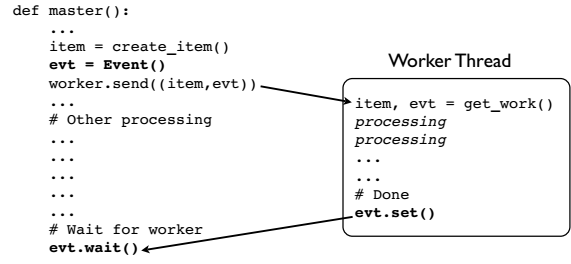 def master():
...
item = create_item()
evt = Event()
worker.send((item,evt))
...
# Other processing
...
...
...
...
...
# Wait for worker
evt.wait()
Worker Thread
item, evt = get_work()
processing
processing
...
...
# Done
evt.set()